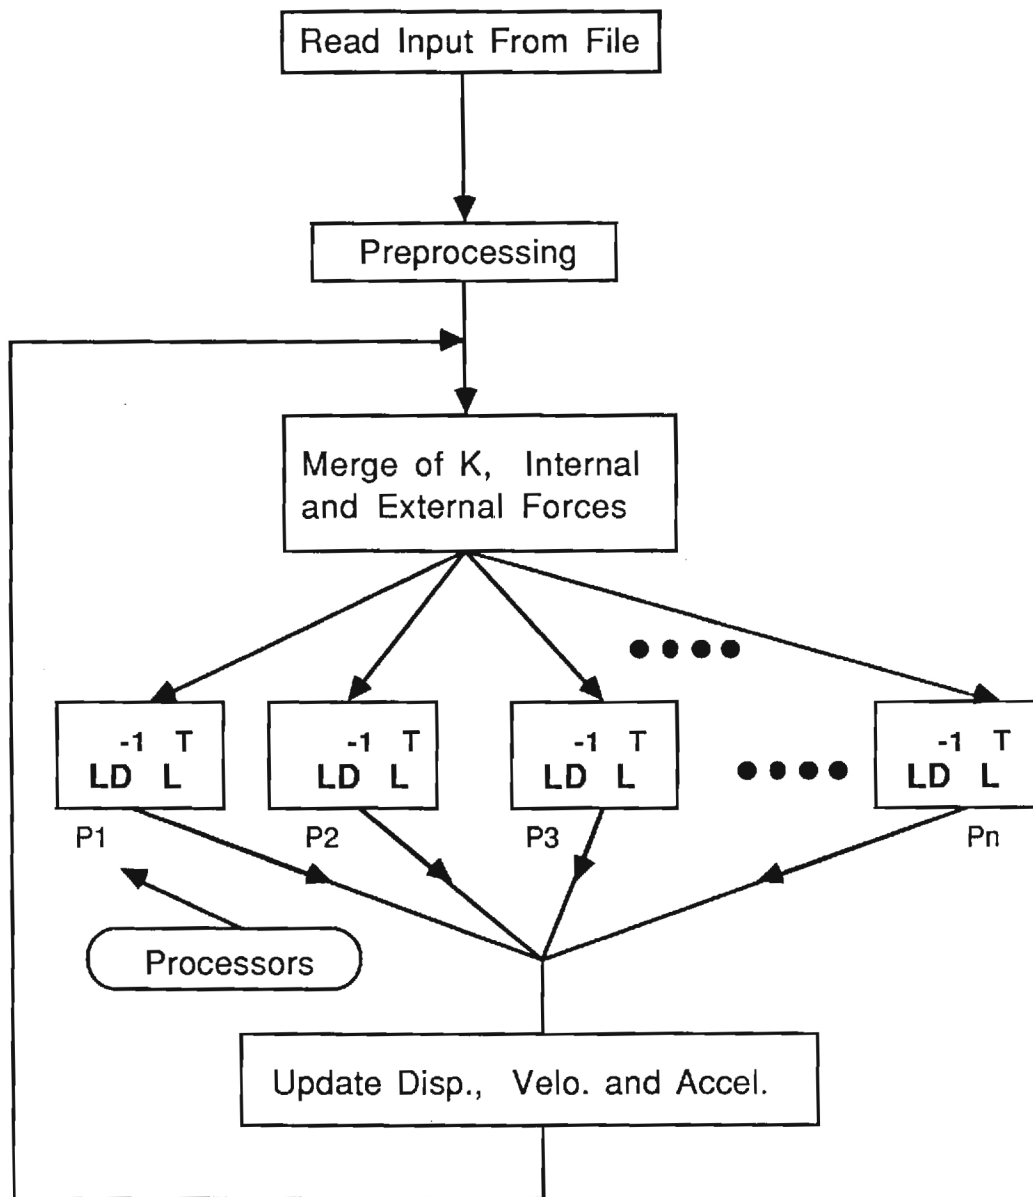 Read Input From File
Preprocessing
Merge of K, Internal
and External Forces
-1 T
LD L
-1 T
LD L
-1 T
LD L
-1 T
LD L
P1
P2
P3
Pn
Processors
Update Disp., Velo. and Accel.